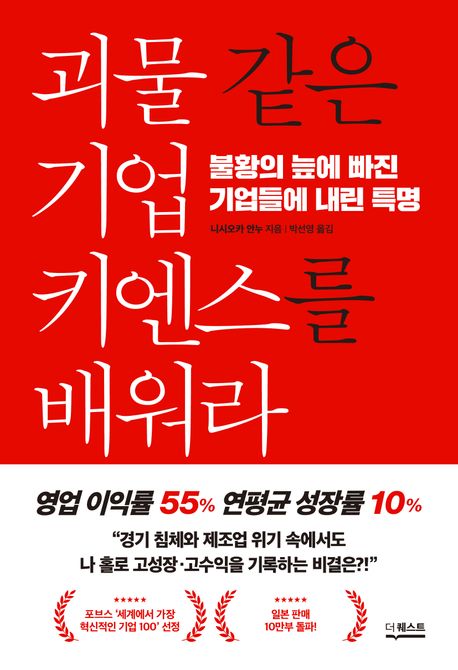 괴물 같은
기업
불황의 늪에 빠진
기업들에 내린 특명
니시오카 안누 지음 | 박선영 옮김
키엔스를
배워라
영업 이익률 55% 연평균 성장률 10%
“경기 침체와 제조업 위기 속에서도
나 홀로 고성장·고수익을 기록하는 비결은?!”
★★★★★
포브스 ‘세계에서 가장
혁신적인 기업 100’ 선정
★★★★★
일본 판매
10만부 돌파!
더 퀘스트